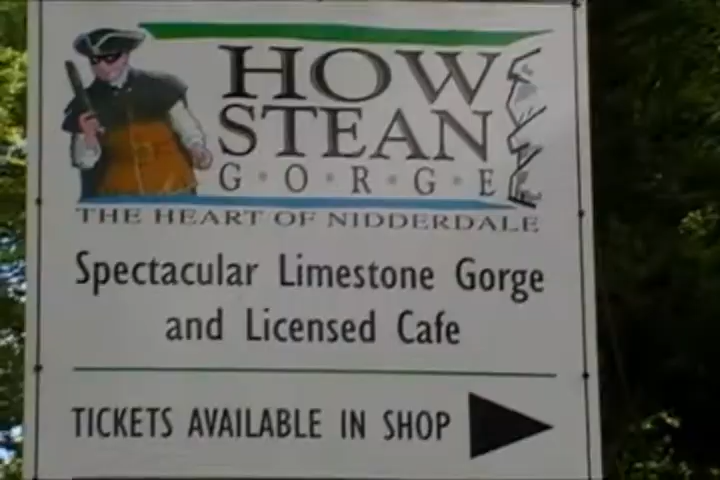 HOW
STEAN
G·O·R·G·E
THE HEART OF NIDDERDALE
Spectacular Limestone Gorge
and Licensed Cafe
TICKETS AVAILABLE IN SHOP